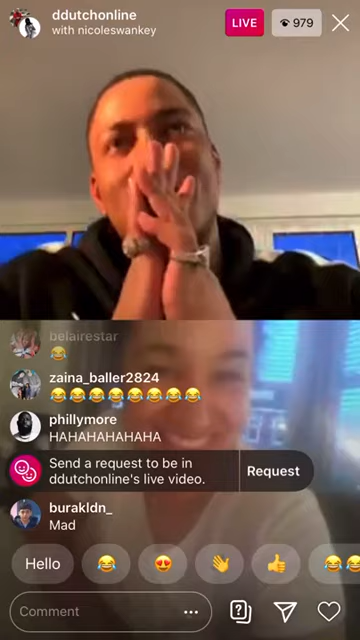 ddutchonline
with nicoleswankey
LIVE
979
belairestar
😂
zaina_baller2824
😂😂😂😂😂😂😂😂
phillymore
HAHAHAHAHAHA
Send a request to be in
ddutchonline's live video.
Request
burakldn_
Mad
Hello
😂
😍
👋
👍
😂😂
Comment